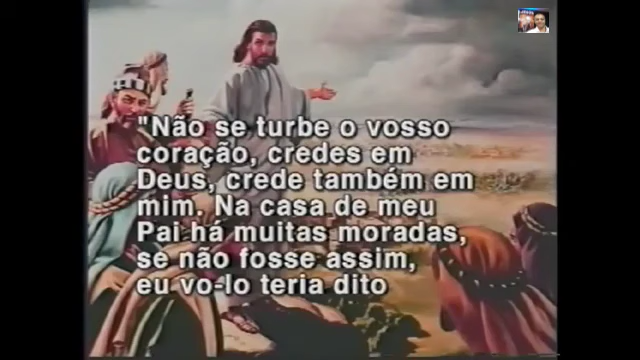 "Não se turbe o vosso
coração, credes em
Deus, crede também em
mim. Na casa de meu
Pai há muitas moradas,
se não fosse assim,
eu vo-lo teria dito